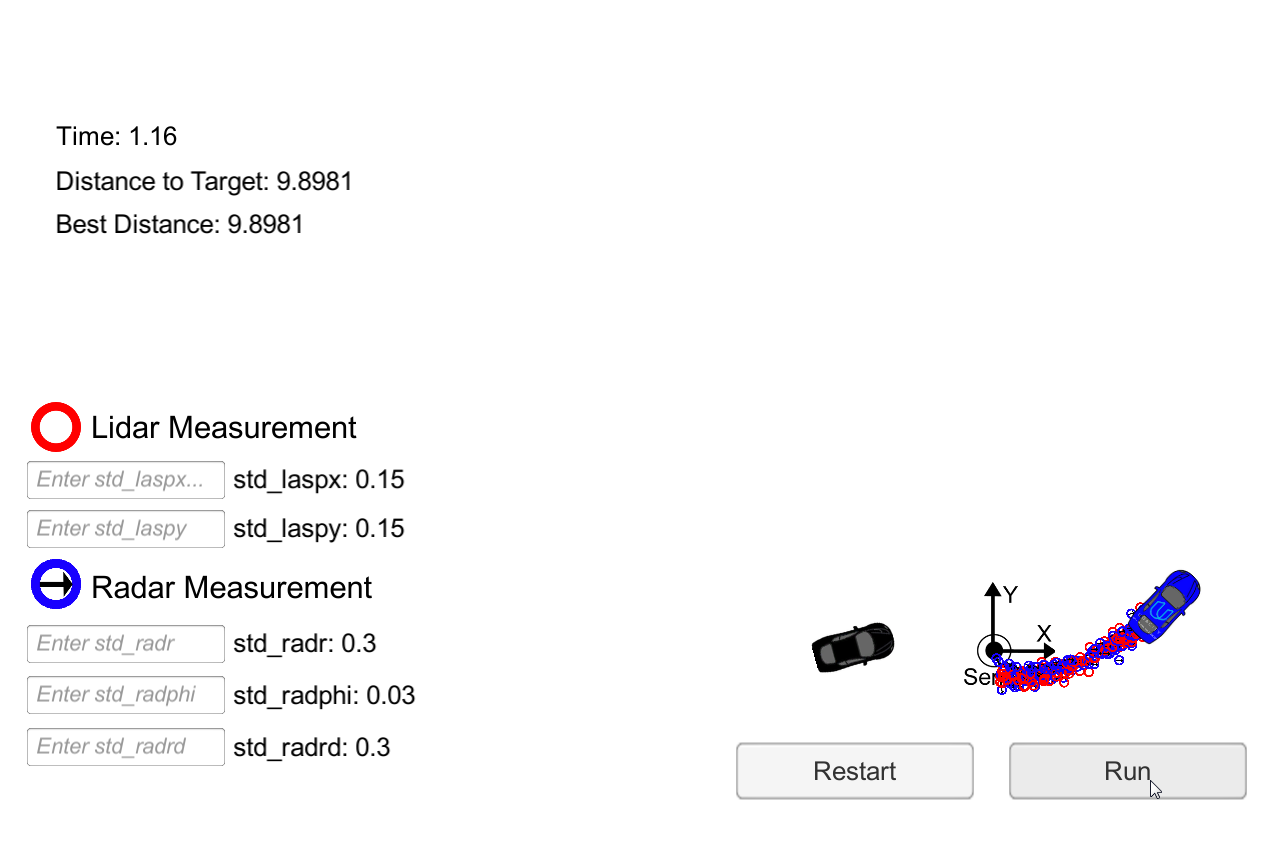 Time: 1.16
Distance to Target: 9.8981
Best Distance: 9.8981
Lidar Measurement
Enter std_laspx... std_laspx: 0.15
Enter std_laspy std_laspy: 0.15
Radar Measurement
Enter std_radr std_radr: 0.3
Enter std_radphi std_radphi: 0.03
Enter std_radrd std_radrd: 0.3
Y
X
Restart
Run